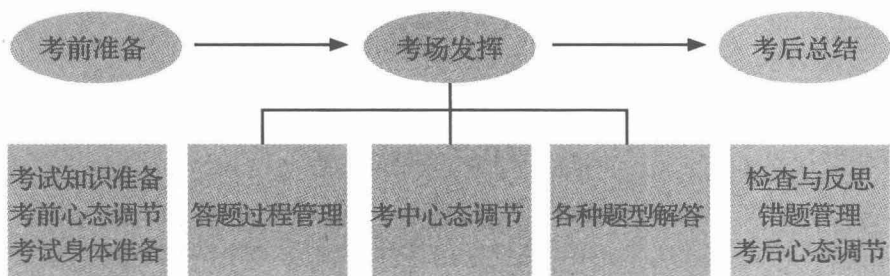 考前准备
考场发挥
考后总结
考试知识准备
考前心态调节
考试身体准备
答题过程管理
考中心态调节
各种题型解答
检查与反思
错题管理
考后心态调节